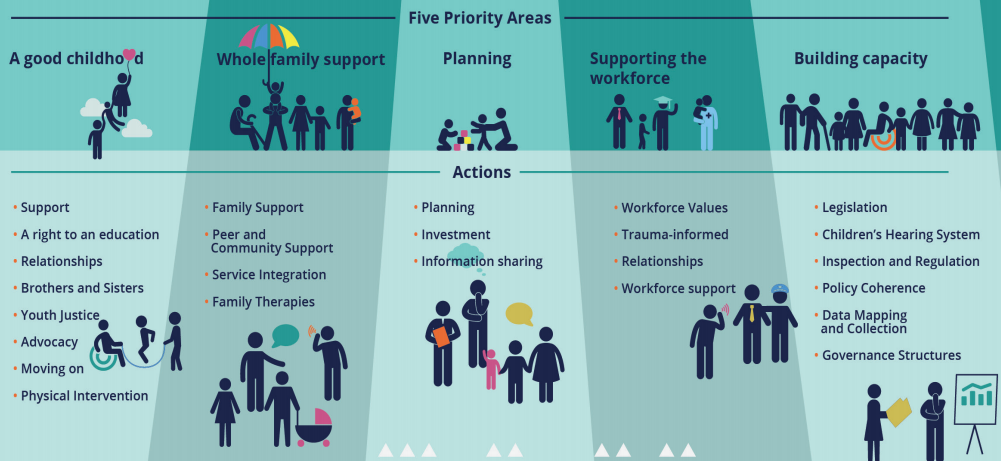 Five Priority Areas
A good childhood
Whole family support
Planning
Supporting the
workforce
Building capacity
Actions
• Support
• A right to an education
• Relationships
• Brothers and Sisters
• Youth Justice
• Advocacy
• Moving on
• Physical Intervention
• Family Support
• Peer and
Community Support
• Service Integration
• Family Therapies
• Planning
• Investment
• Information sharing
• Workforce Values
• Trauma-informed
• Relationships
• Workforce support
• Legislation
• Children’s Hearing System
• Inspection and Regulation
• Policy Coherence
• Data Mapping
and Collection
• Governance Structures